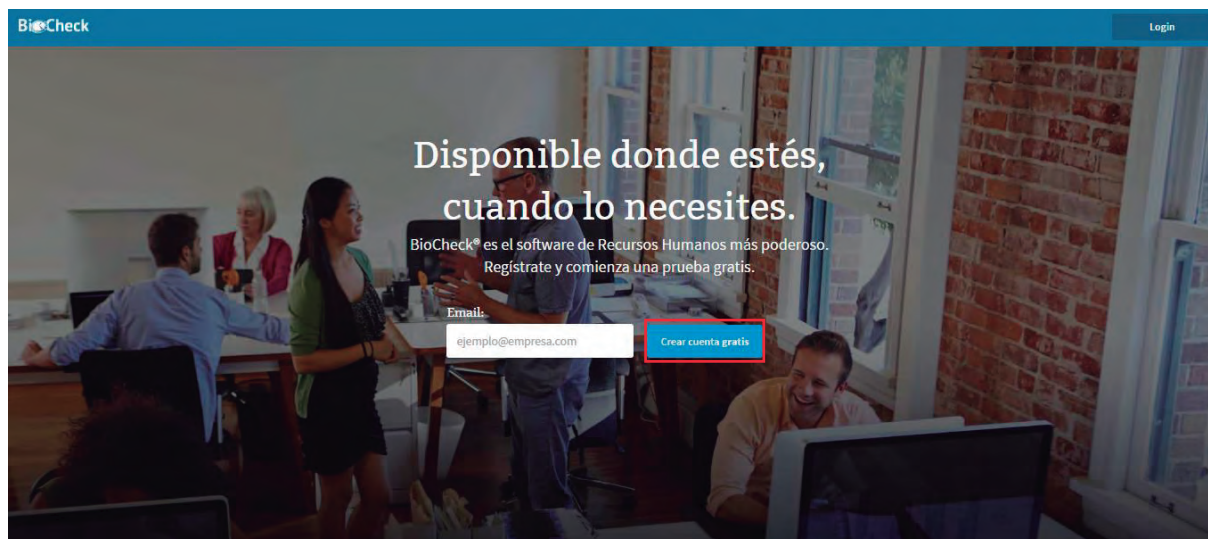 BioCheck
Login
Disponible donde estés,
cuando lo necesites.
BioCheck® es el software de Recursos Humanos más poderoso.
Regístrate y comienza una prueba gratis.
Email:
ejemplo@empresa.com
Crear cuenta gratis